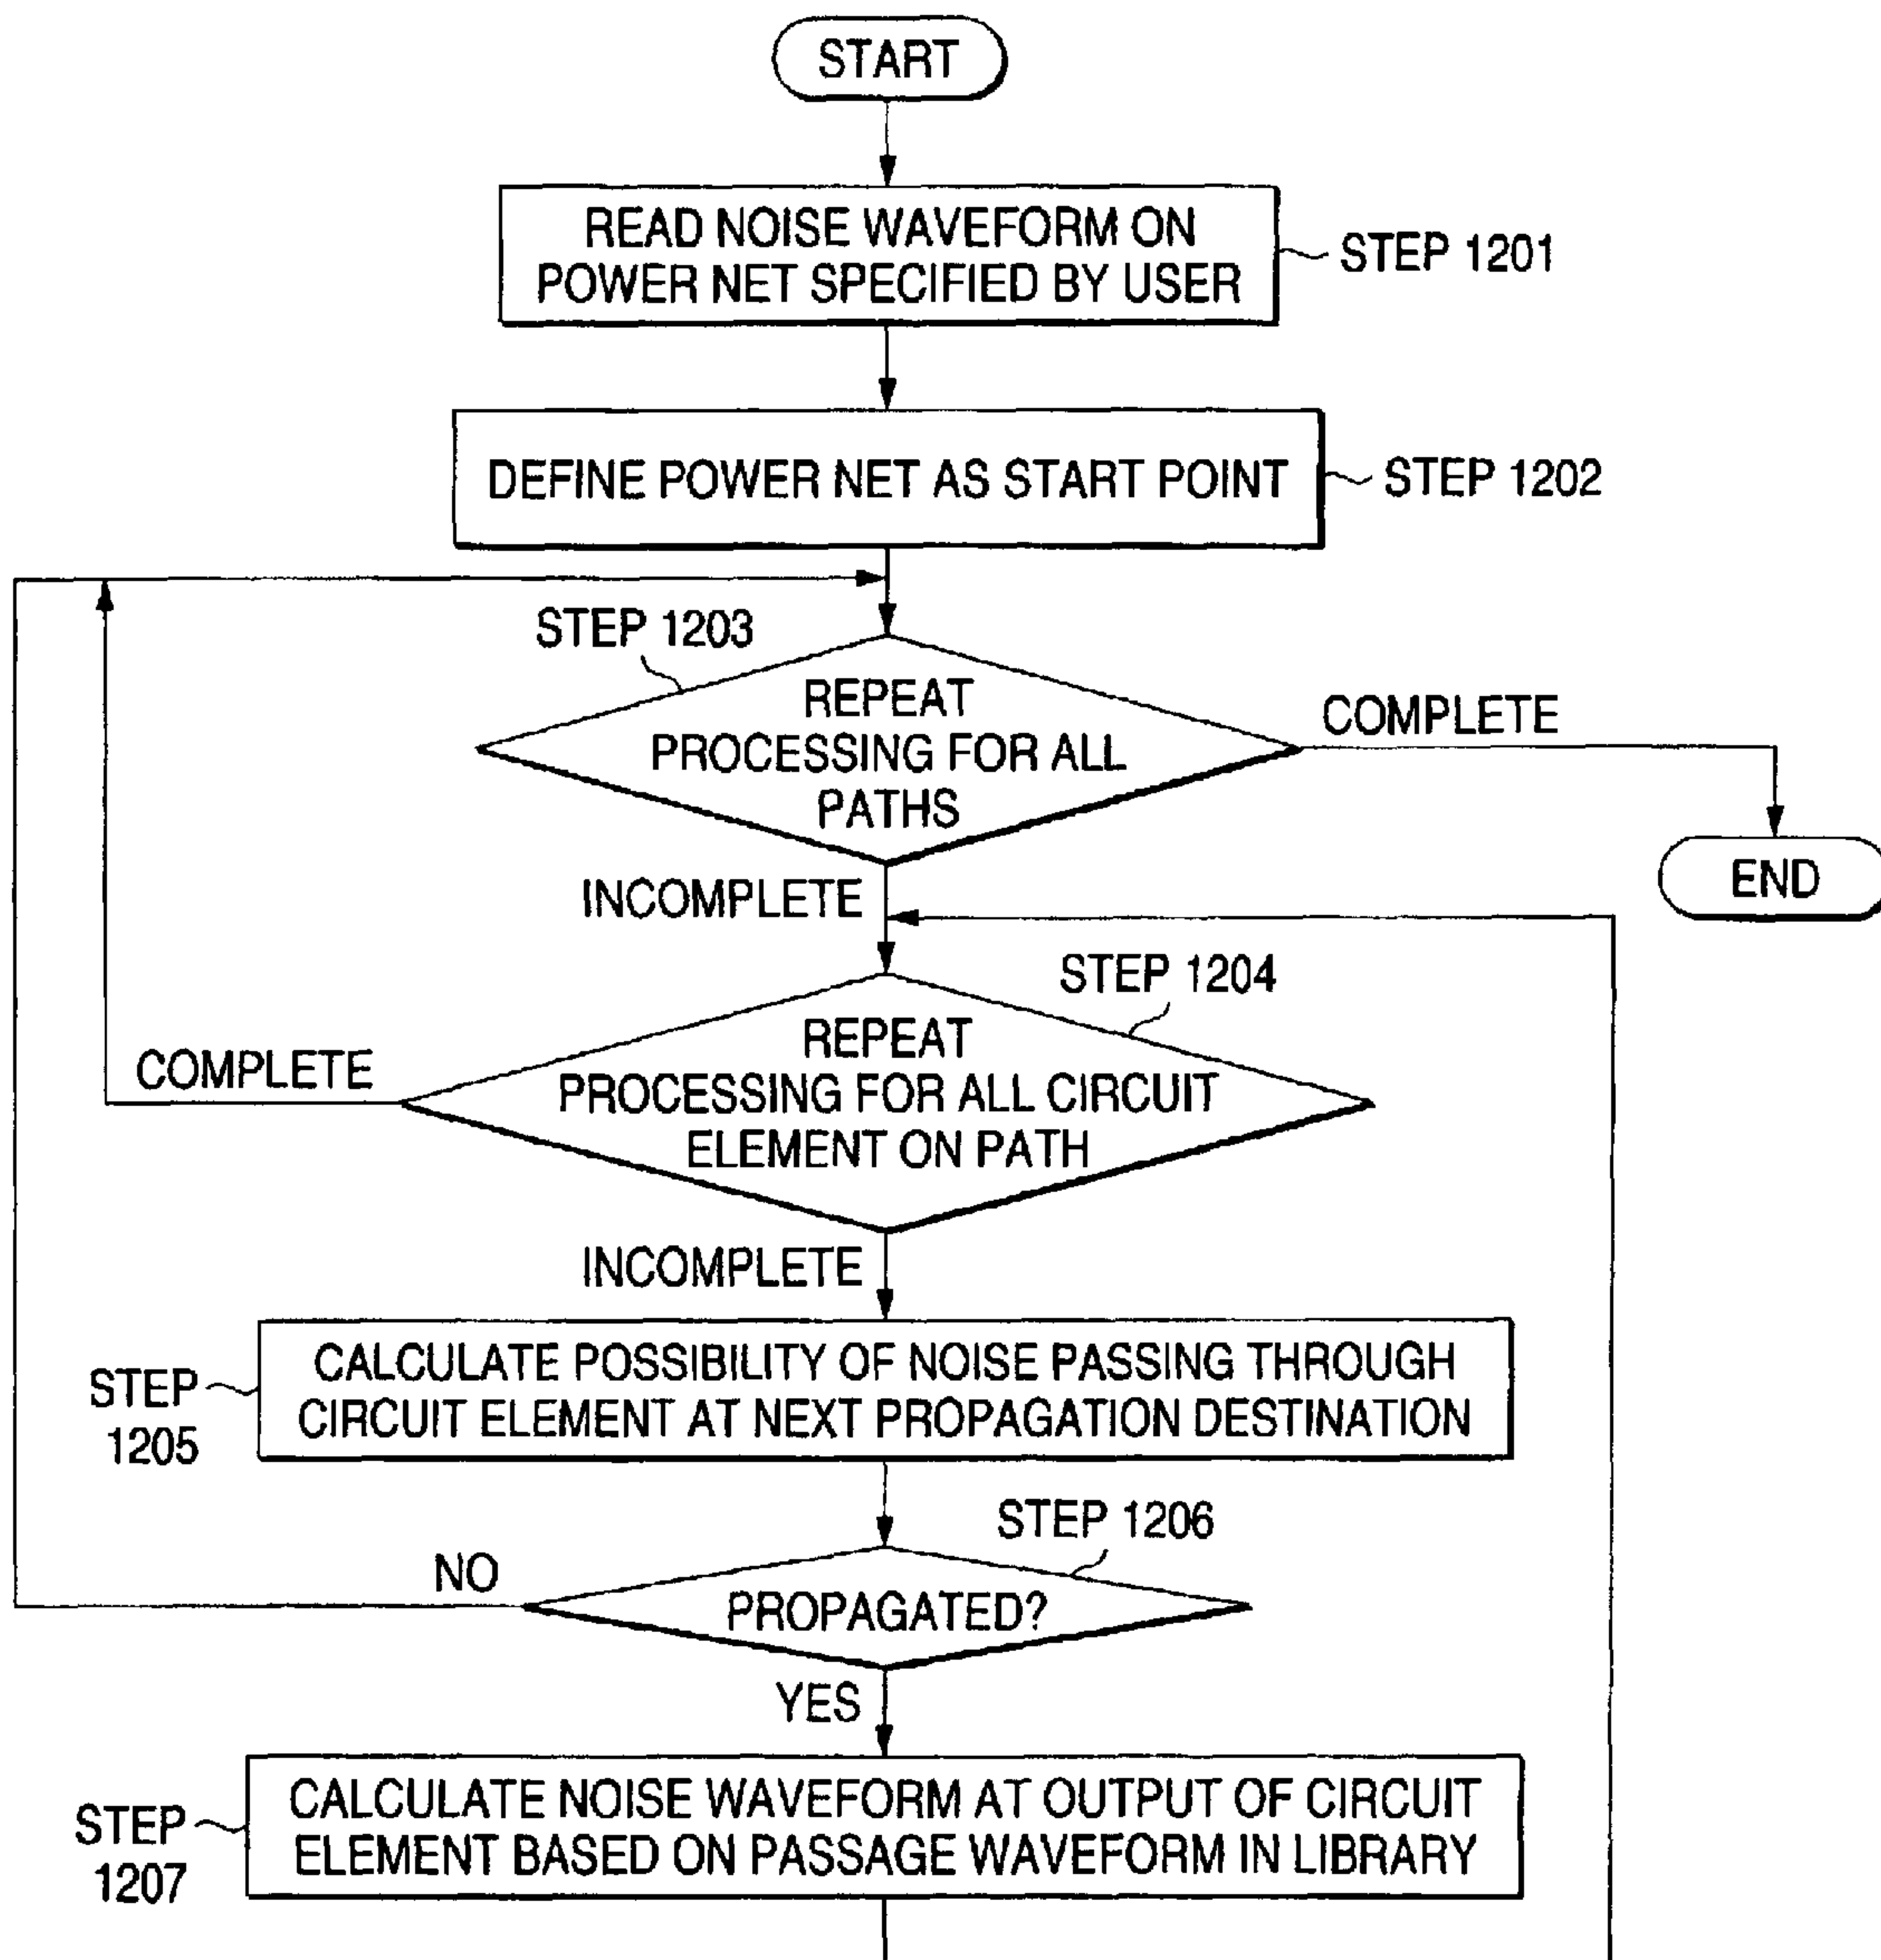 START
READ NOISE WAVEFORM ON
POWER NET SPECIFIED BY USER
STEP 1201
DEFINE POWER NET AS START POINT
STEP 1202
STEP 1203
REPEAT
PROCESSING FOR ALL
PATHS
COMPLETE
END
INCOMPLETE
STEP 1204
REPEAT
PROCESSING FOR ALL CIRCUIT
ELEMENT ON PATH
COMPLETE
INCOMPLETE
STEP
1205
CALCULATE POSSIBILITY OF NOISE PASSING THROUGH
CIRCUIT ELEMENT AT NEXT PROPAGATION DESTINATION
STEP 1206
NO
PROPAGATED?
YES
STEP
1207
CALCULATE NOISE WAVEFORM AT OUTPUT OF CIRCUIT
ELEMENT BASED ON PASSAGE WAVEFORM IN LIBRARY